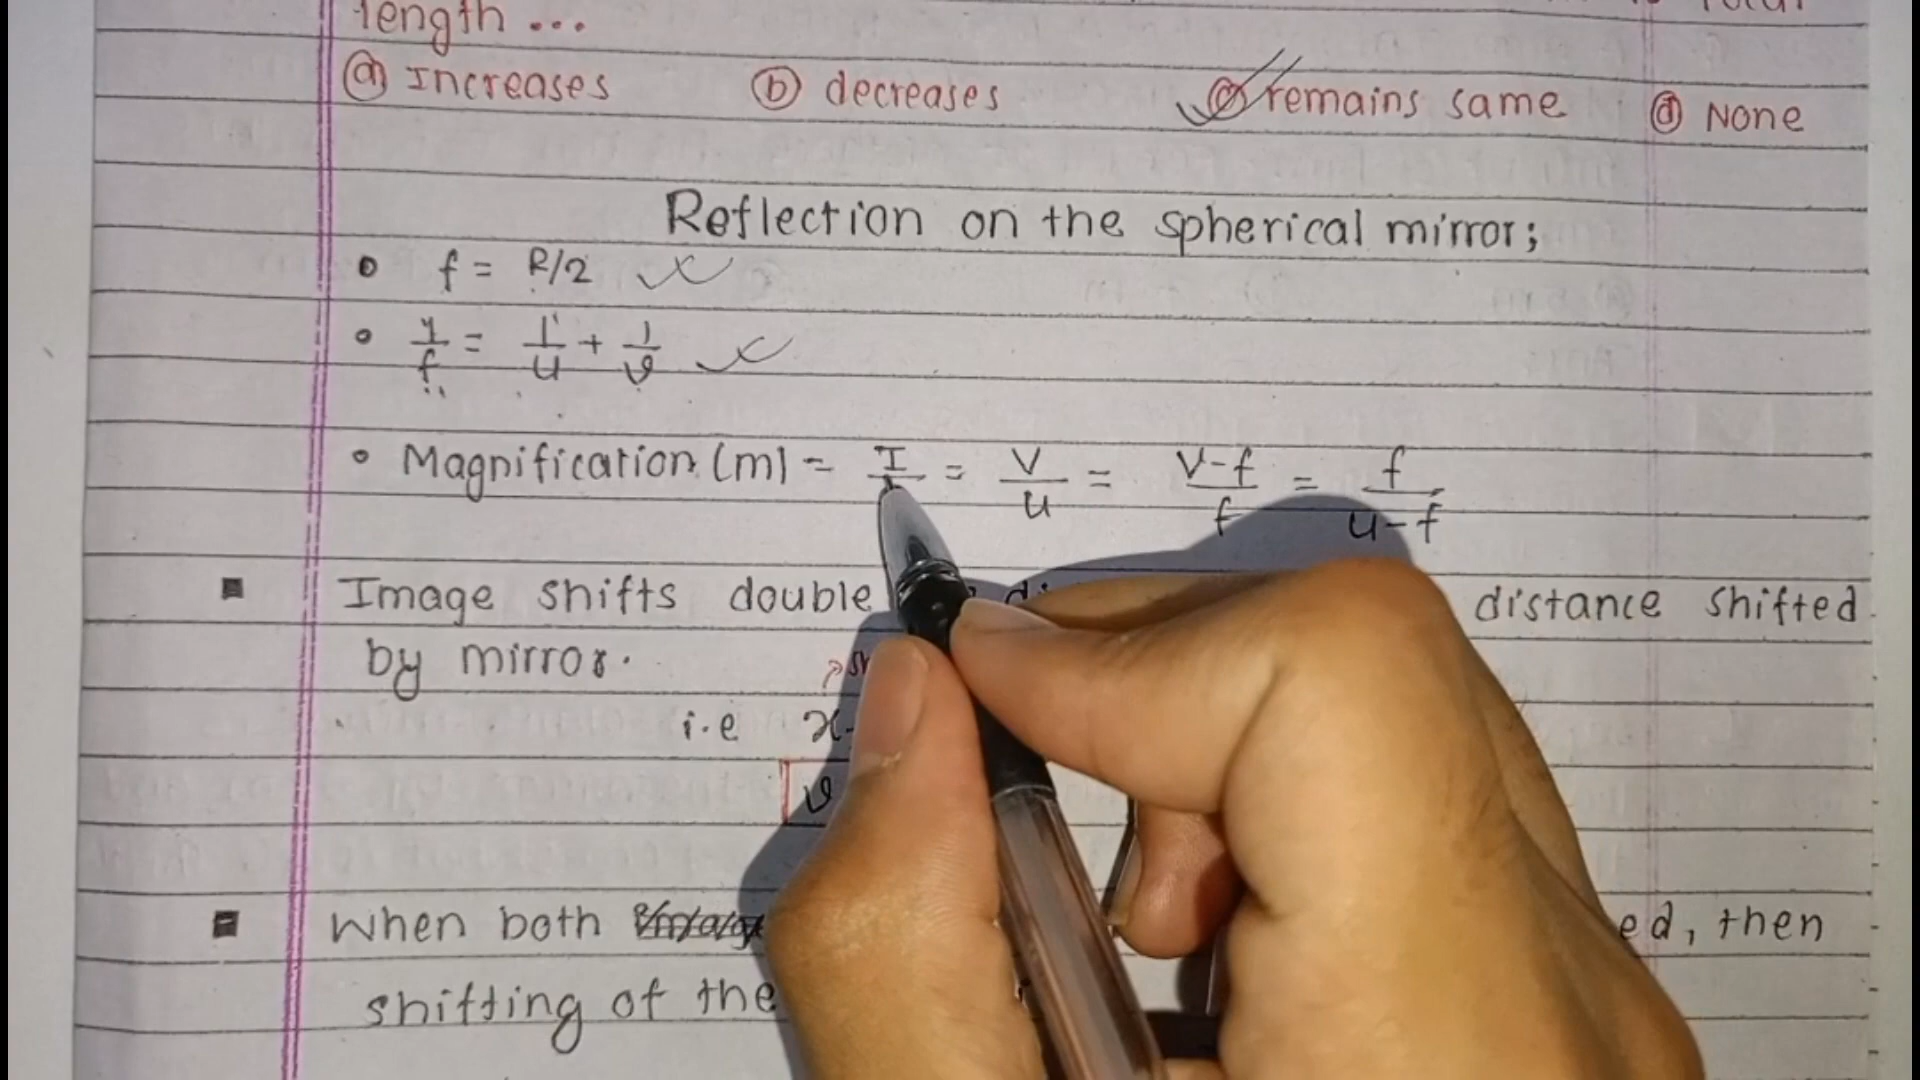 length ...
ⓐ Increases ⓑ decreases ⓒ remains same ⓓ None
Reflection on the spherical mirror;
f = R/2
1/f = 1/u + 1/v
Magnification (m) = I/ = v/u = v-f/f = f/u-f
Image shifts double distance shifted
by mirror.
i.e x
v
When both ed, then
shifting of the